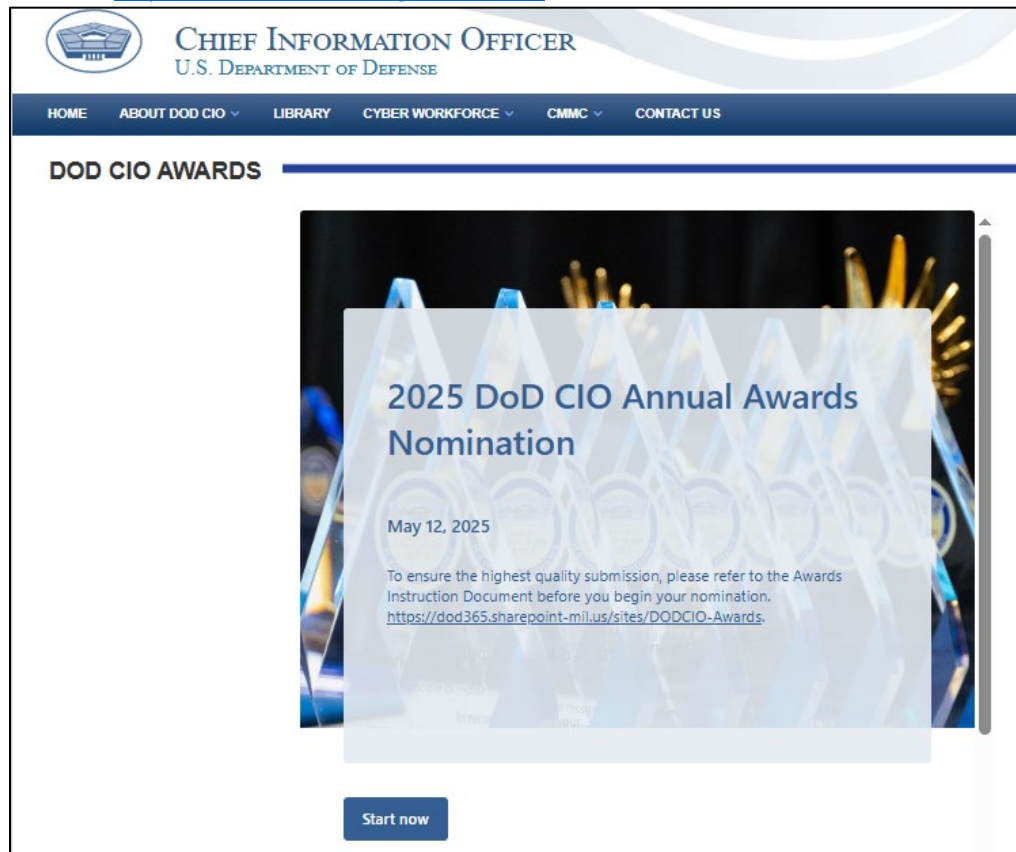 CHIEF INFORMATION OFFICER
U.S. DEPARTMENT OF DEFENSE
HOME ABOUT DOD CIO LIBRARY CYBER WORKFORCE CMMC CONTACT US
DOD CIO AWARDS
2025 DoD CIO Annual Awards
Nomination
May 12, 2025
To ensure the highest quality submission, please refer to the Awards
Instruction Document before you begin your nomination.
https://dod365.sharepoint-mil.us/sites/DODCIO-Awards.
Start now